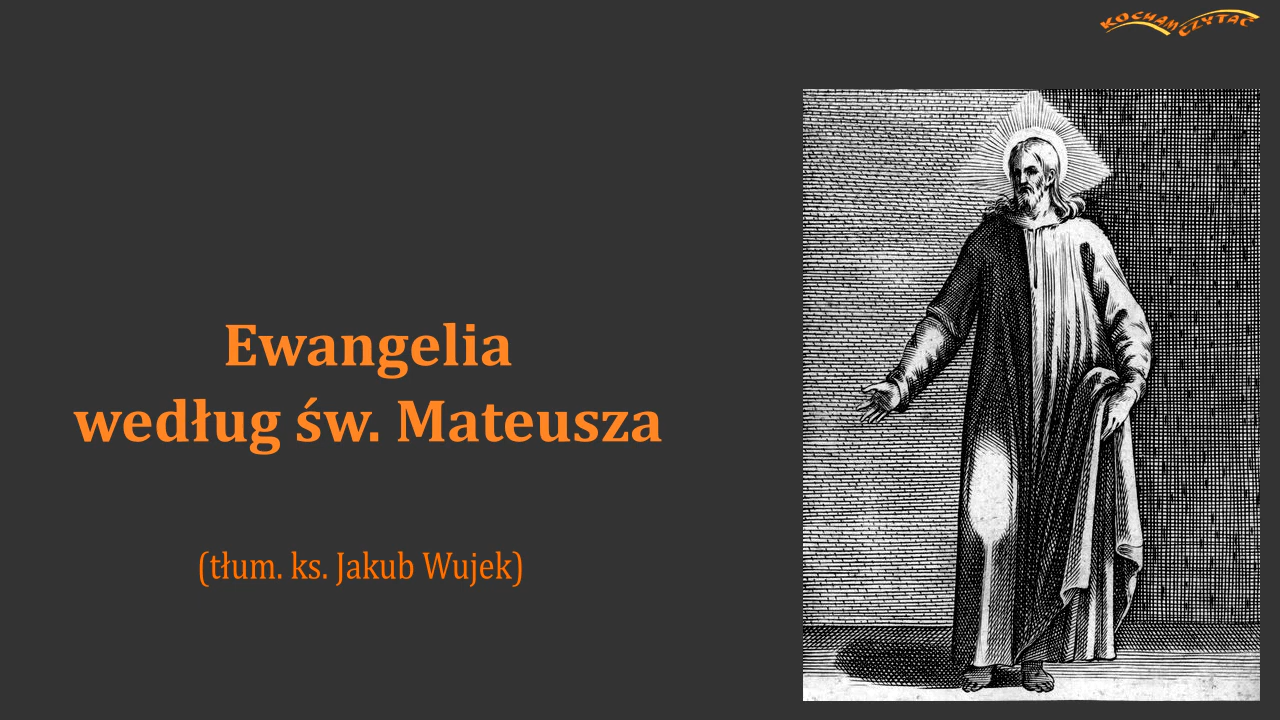 KOCHAM CZYTAĆ
Ewangelia
według św. Mateusza
(tłum. ks. Jakub Wujek)